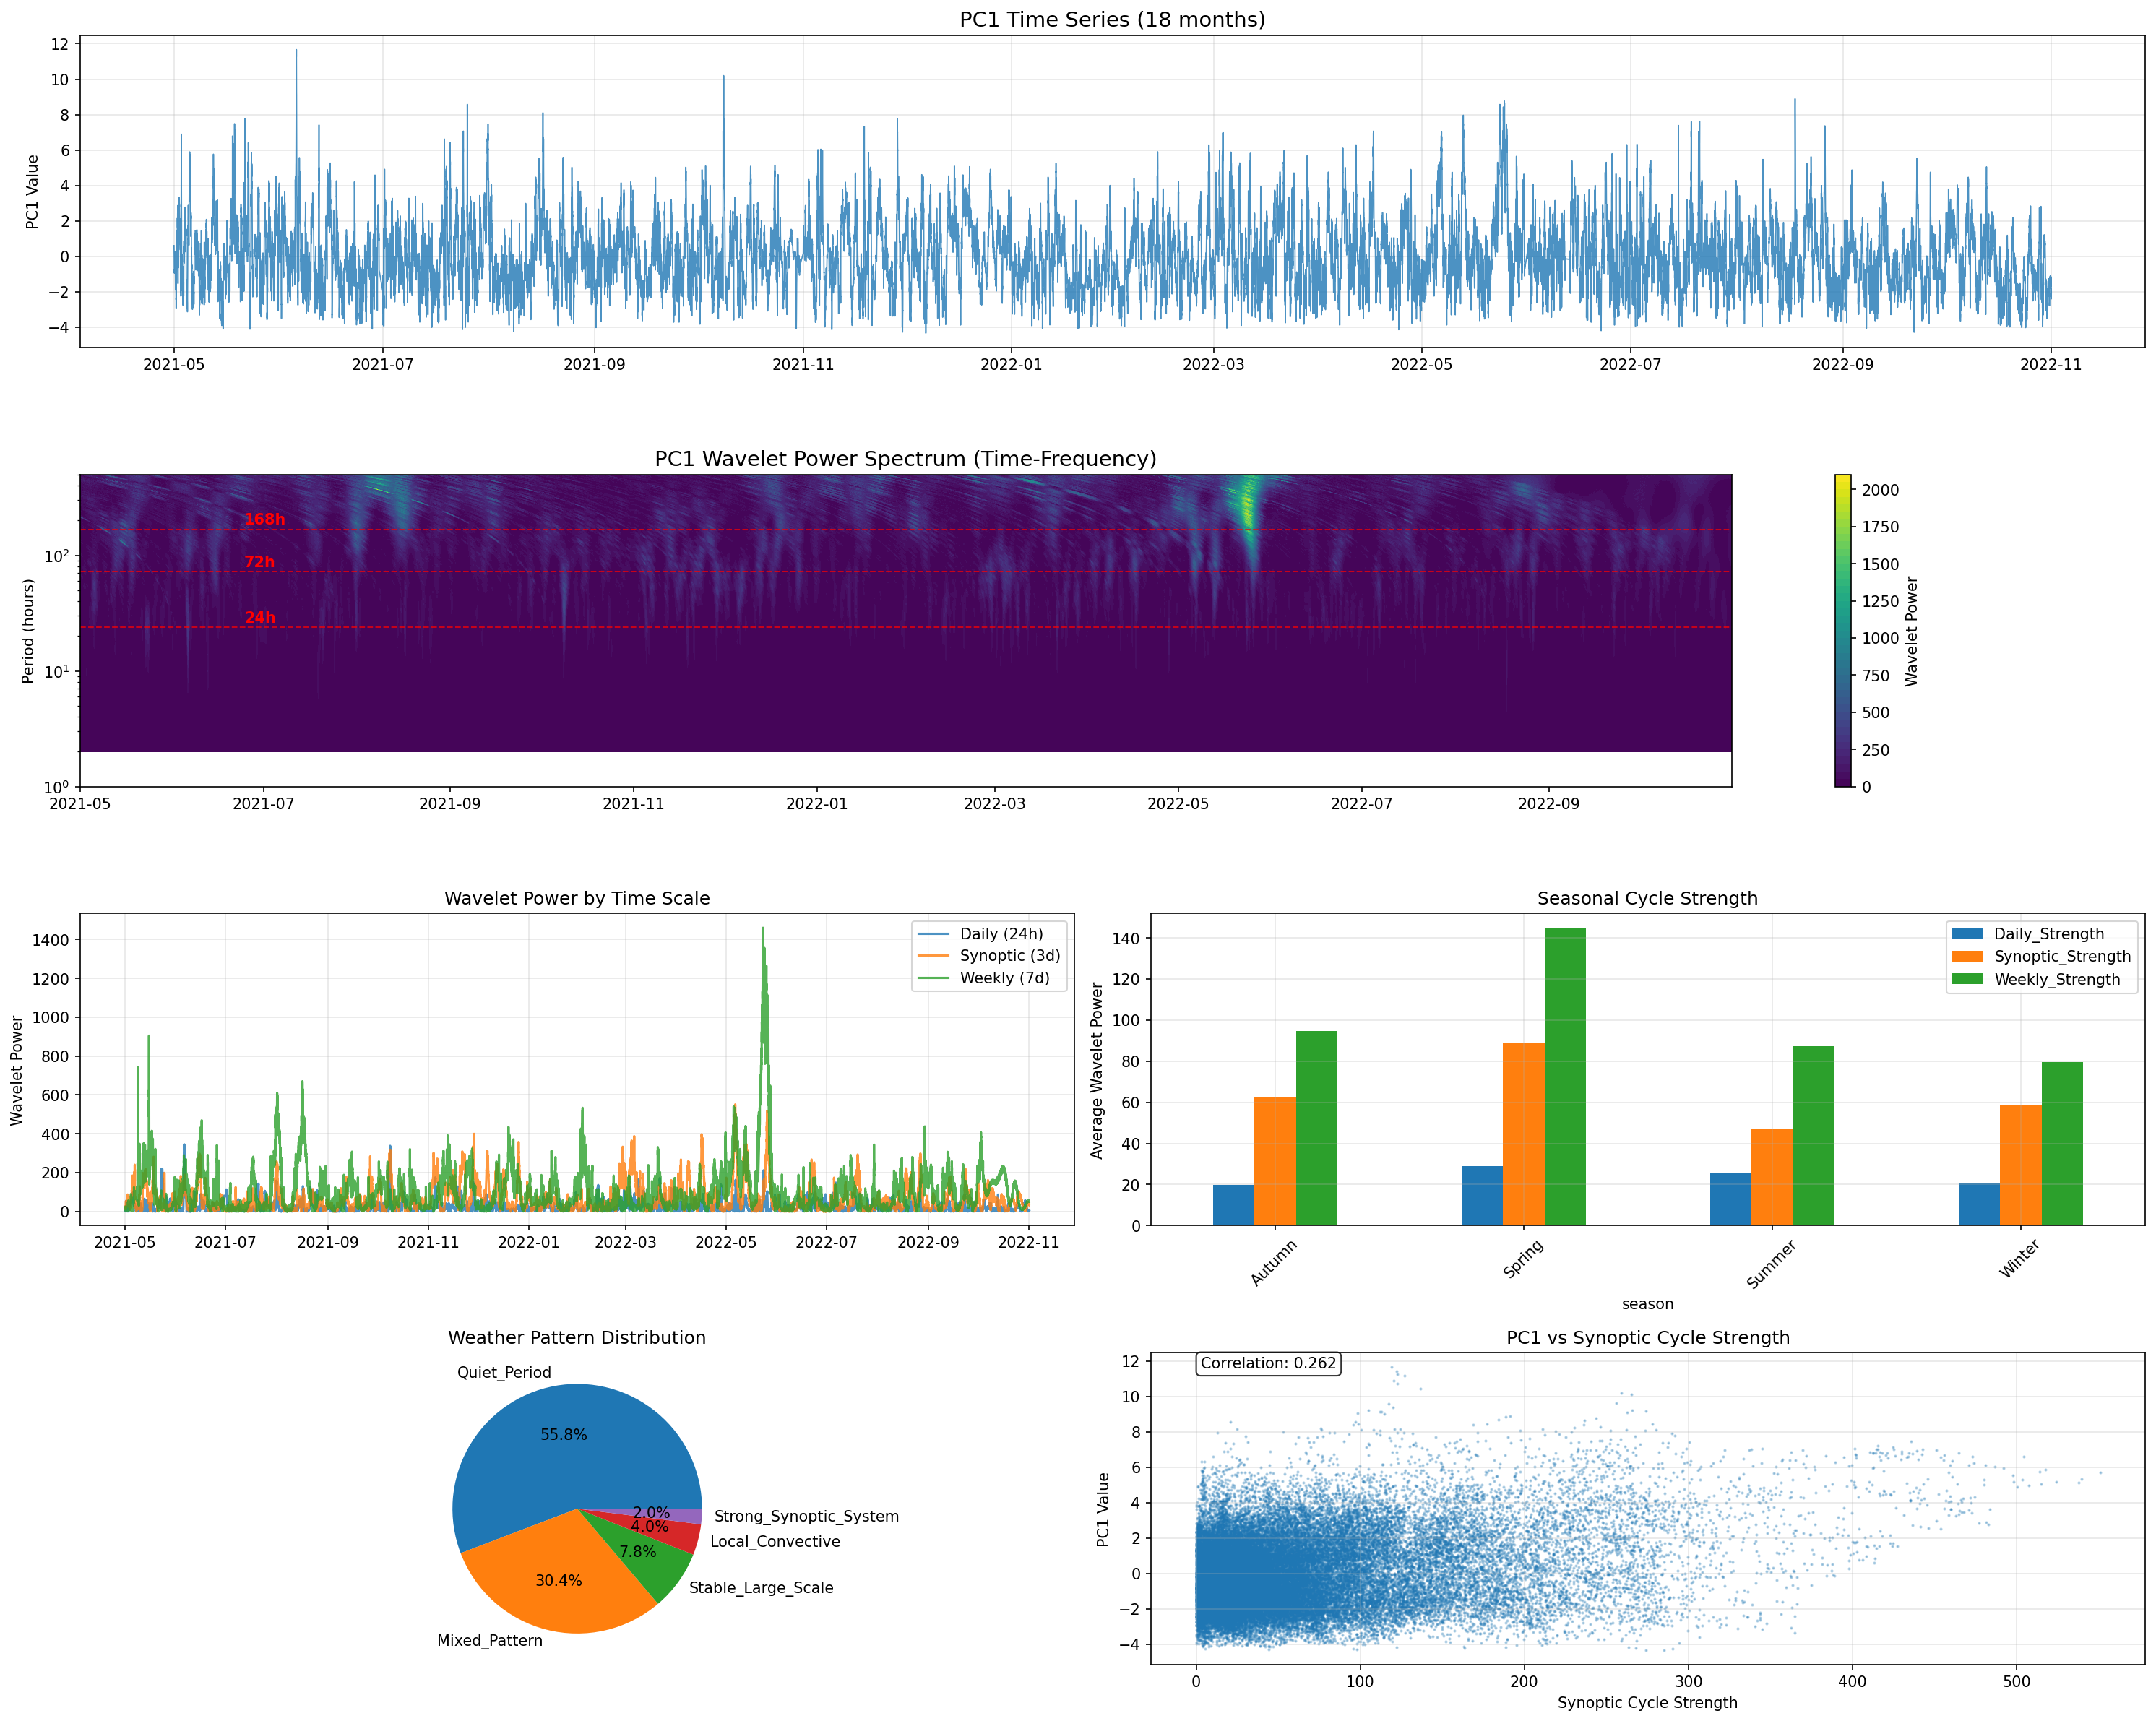 PC1 Time Series (18 months)
12
10
8
6
4
2
0
−2
−4
PC1 Value
2021-05
2021-07
2021-09
2021-11
2022-01
2022-03
2022-05
2022-07
2022-09
2022-11
PC1 Wavelet Power Spectrum (Time-Frequency)
168h
72h
24h
10²
10¹
10⁰
Period (hours)
2021-05
2021-07
2021-09
2021-11
2022-01
2022-03
2022-05
2022-07
2022-09
2000
1750
1500
1250
1000
750
500
250
0
Wavelet Power
Wavelet Power by Time Scale
1400
1200
1000
800
600
400
200
0
Wavelet Power
Daily (24h)
Synoptic (3d)
Weekly (7d)
2021-05
2021-07
2021-09
2021-11
2022-01
2022-03
2022-05
2022-07
2022-09
2022-11
Seasonal Cycle Strength
140
120
100
80
60
40
20
0
Average Wavelet Power
Daily_Strength
Synoptic_Strength
Weekly_Strength
Autumn
Spring
Summer
Winter
season
Weather Pattern Distribution
Quiet_Period
55.8%
2.0%
Strong_Synoptic_System
4.0%
Local_Convective
7.8%
Stable_Large_Scale
30.4%
Mixed_Pattern
PC1 vs Synoptic Cycle Strength
Correlation: 0.262
12
10
8
6
4
2
0
−2
−4
PC1 Value
0
100
200
300
400
500
Synoptic Cycle Strength